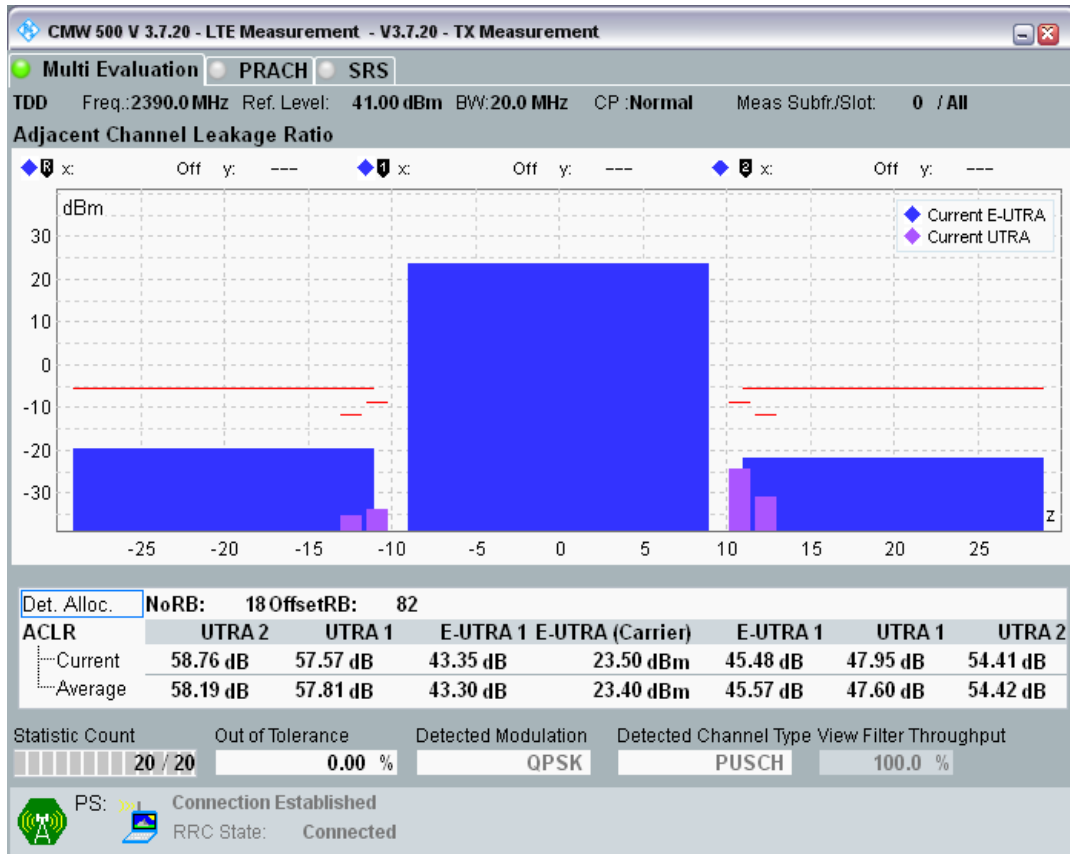 CMW 500 V 3.7.20 - LTE Measurement - V3.7.20 - TX Measurement
Multi Evaluation PRACH SRS
TDD Freq.:2390.0 MHz Ref. Level: 41.00 dBm BW:20.0 MHz CP :Normal Meas Subfr./Slot: 0 / All
Adjacent Channel Leakage Ratio
R x: Off y: --- 1 x: Off y: --- 2 x: Off y: ---
dBm
Current E-UTRA
Current UTRA
30
20
10
0
-10
-20
-30
z
-25 -20 -15 -10 -5 0 5 10 15 20 25
Det. Alloc. NoRB: 18 OffsetRB: 82
ACLR UTRA 2 UTRA 1 E-UTRA 1 E-UTRA (Carrier) E-UTRA 1 UTRA 1 UTRA 2
Current 58.76 dB 57.57 dB 43.35 dB 23.50 dBm 45.48 dB 47.95 dB 54.41 dB
Average 58.19 dB 57.81 dB 43.30 dB 23.40 dBm 45.57 dB 47.60 dB 54.42 dB
Statistic Count Out of Tolerance Detected Modulation Detected Channel Type View Filter Throughput
20 / 20 0.00 % QPSK PUSCH 100.0 %
PS: Connection Established
RRC State: Connected